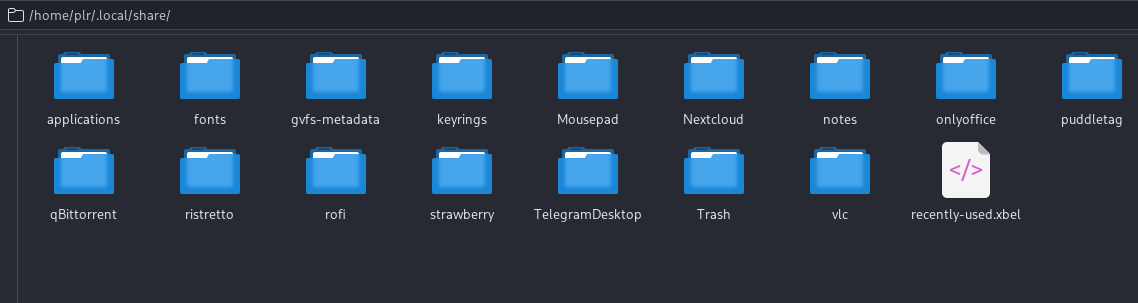 /home/plr/.local/share/
applications fonts gvfs-metadata keyrings Mousepad Nextcloud notes onlyoffice puddletag
qBittorrent ristretto rofi strawberry TelegramDesktop Trash vlc recently-used.xbel